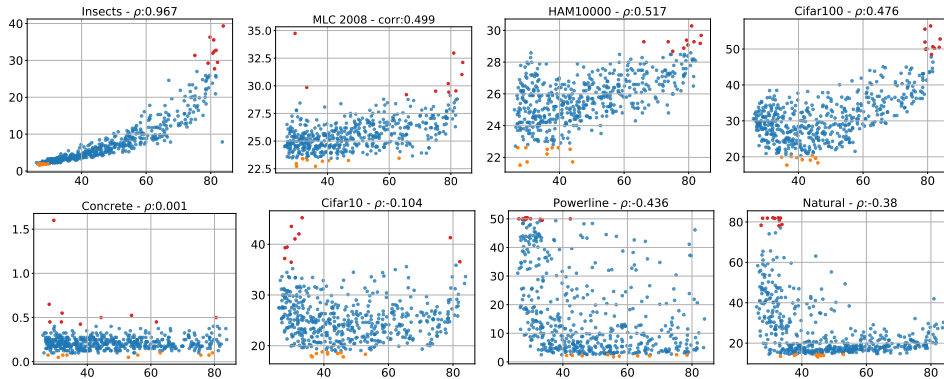 Insects - ρ:0.967
40
30
20
10
0
40 60 80
MLC 2008 - corr:0.499
35.0
32.5
30.0
27.5
25.0
22.5
40 60 80
HAM10000 - ρ:0.517
30
28
26
24
22
40 60 80
Cifar100 - ρ:0.476
50
40
30
20
40 60 80
Concrete - ρ:0.001
1.5
1.0
0.5
0.0
40 60 80
Cifar10 - ρ:-0.104
40
30
20
40 60 80
Powerline - ρ:-0.436
50
40
30
20
10
0
40 60 80
Natural - ρ:-0.38
80
60
40
20
40 60 80